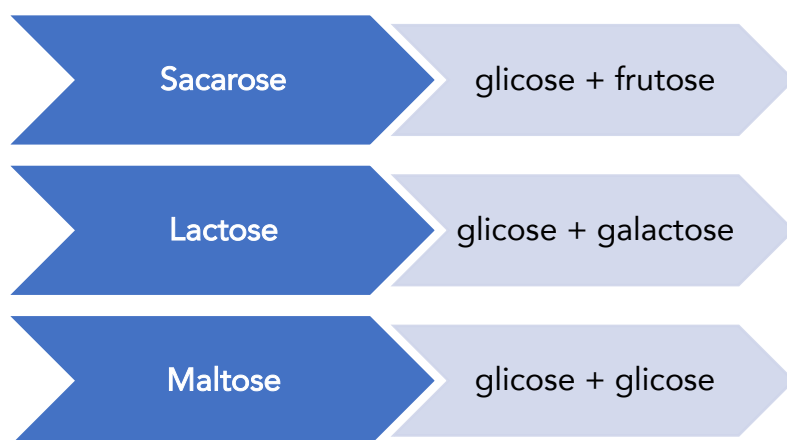 Sacarose
glicose + frutose
Lactose
glicose + galactose
Maltose
glicose + glicose